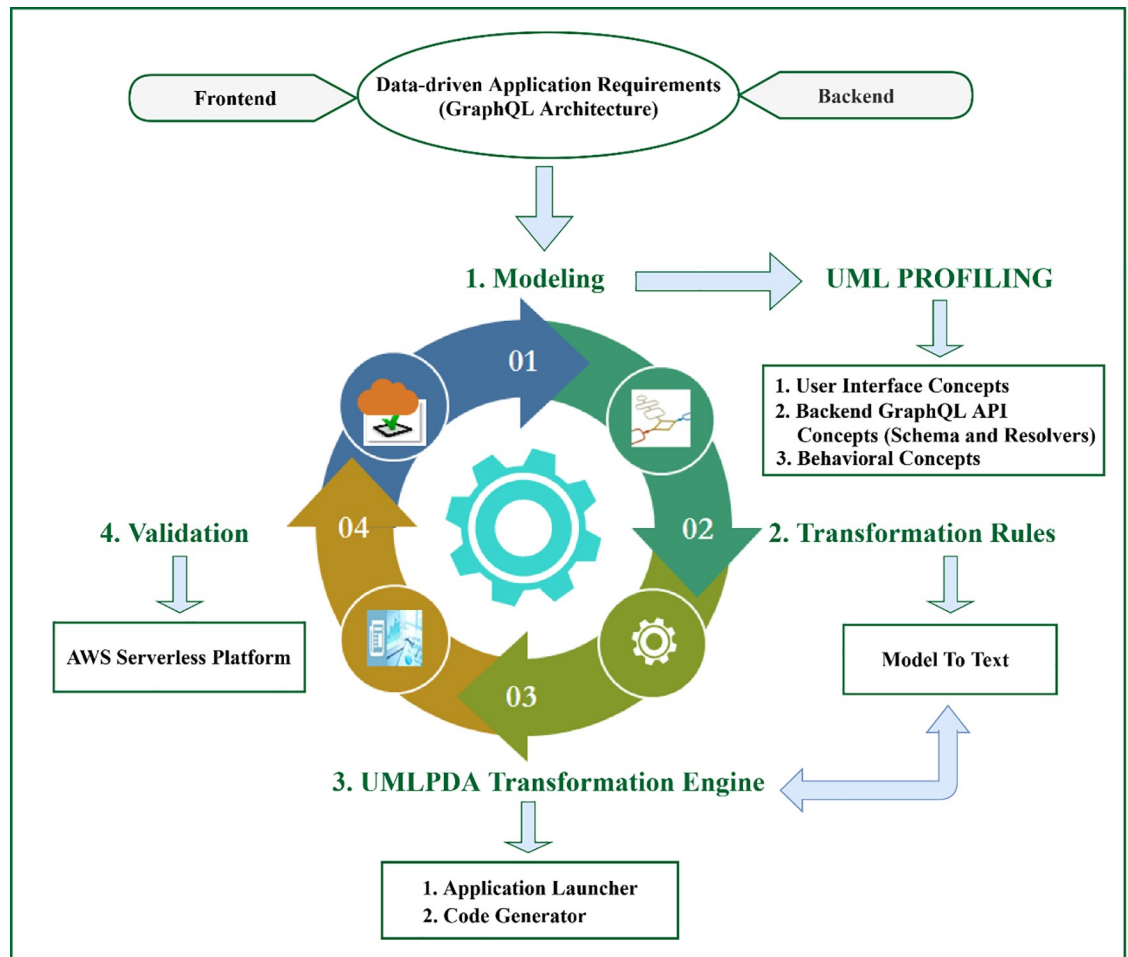 Data-driven Application Requirements
(GraphQL Architecture)
Frontend
Backend
1. Modeling
UML PROFILING
01
1. User Interface Concepts
2. Backend GraphQL API
Concepts (Schema and Resolvers)
3. Behavioral Concepts
04
02
4. Validation
2. Transformation Rules
AWS Serverless Platform
Model To Text
03
3. UMLPDA Transformation Engine
1. Application Launcher
2. Code Generator